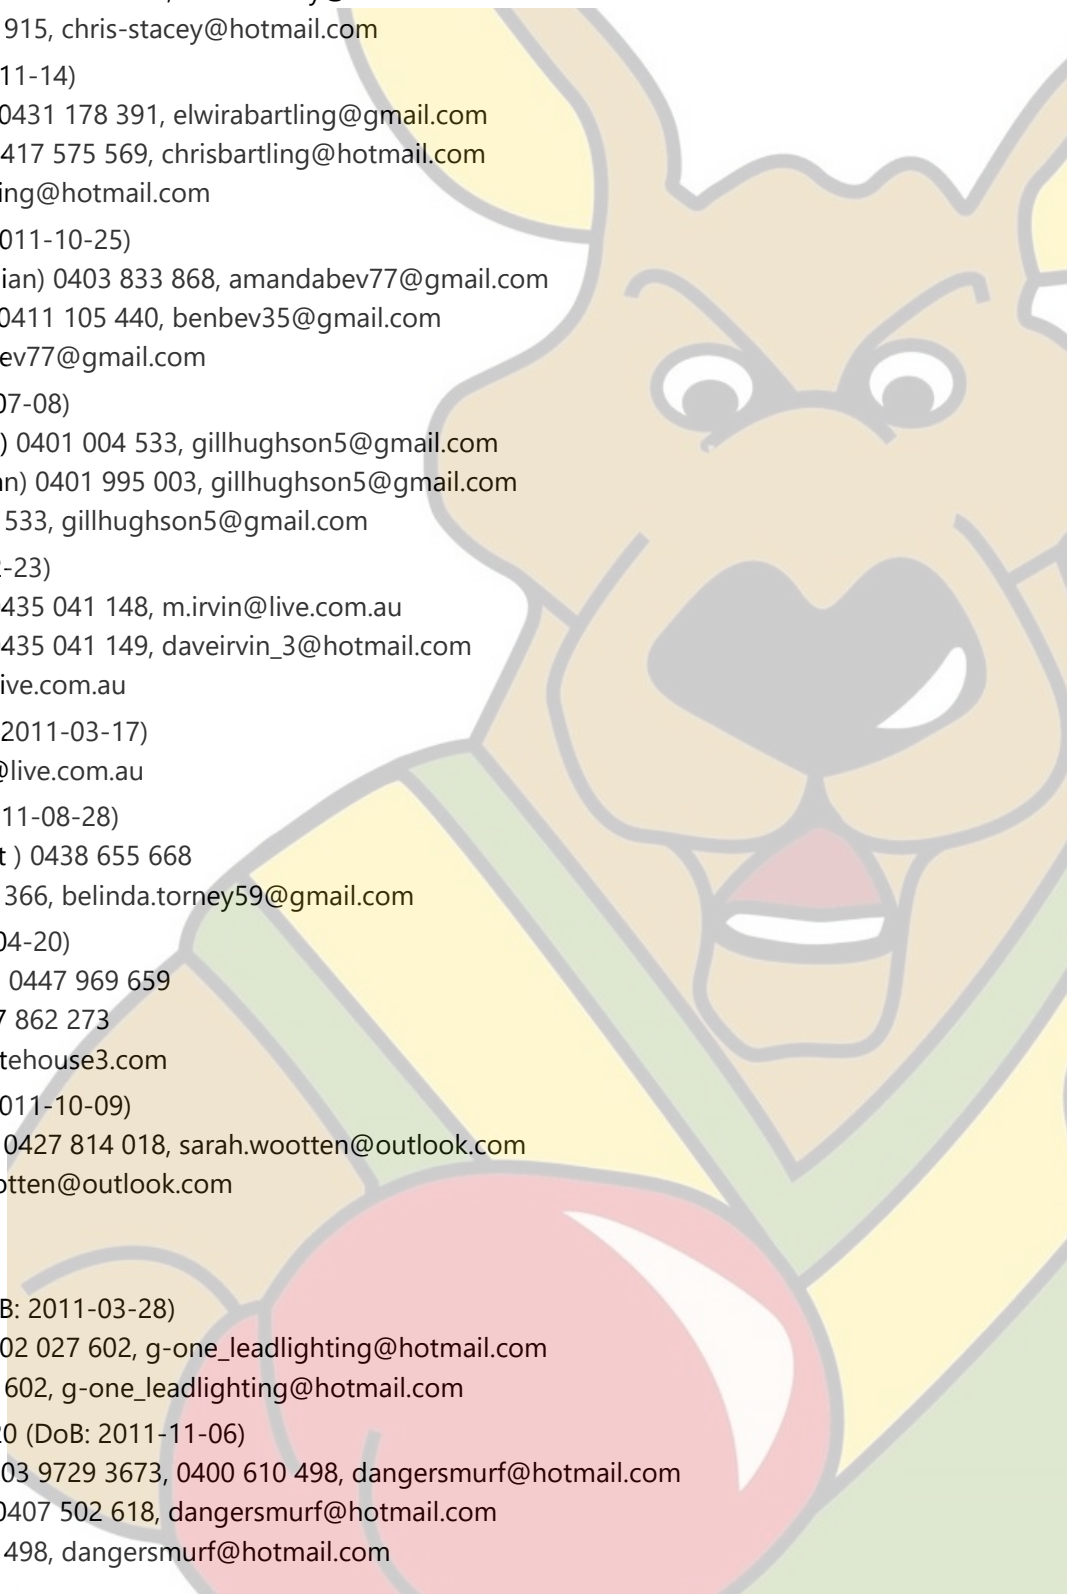 915, chris-stacey@hotmail.com
11-14)
0431 178 391, elwirabartling@gmail.com
417 575 569, chrisbartling@hotmail.com
ing@hotmail.com
011-10-25)
ian) 0403 833 868, amandabev77@gmail.com
0411 105 440, benbev35@gmail.com
ev77@gmail.com
07-08)
) 0401 004 533, gillhughson5@gmail.com
an) 0401 995 003, gillhughson5@gmail.com
533, gillhughson5@gmail.com
-23)
435 041 148, m.irvin@live.com.au
435 041 149, daveirvin_3@hotmail.com
ive.com.au
2011-03-17)
@live.com.au
11-08-28)
t ) 0438 655 668
366, belinda.torney59@gmail.com
04-20)
0447 969 659
7 862 273
tehouse3.com
011-10-09)
0427 814 018, sarah.wootten@outlook.com
otten@outlook.com
B: 2011-03-28)
02 027 602, g-one_leadlighting@hotmail.com
602, g-one_leadlighting@hotmail.com
20 (DoB: 2011-11-06)
03 9729 3673, 0400 610 498, dangersmurf@hotmail.com
0407 502 618, dangersmurf@hotmail.com
498, dangersmurf@hotmail.com